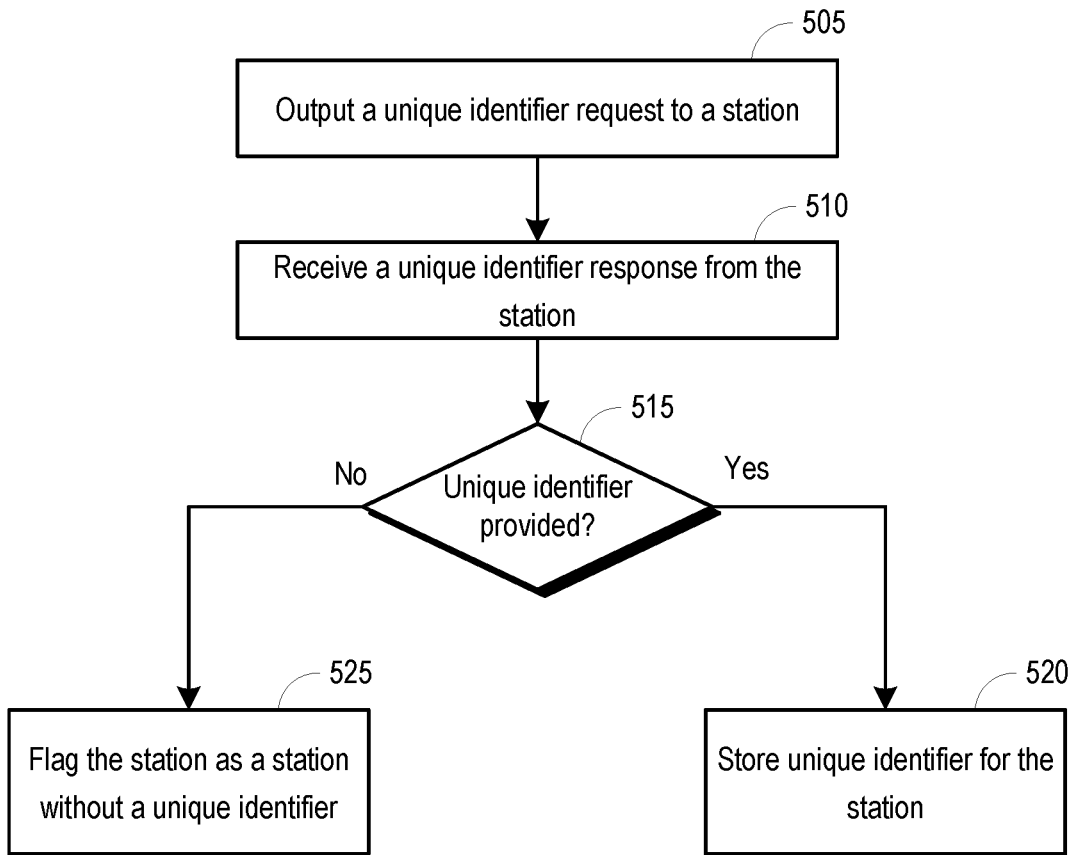 505
Output a unique identifier request to a station
510
Receive a unique identifier response from the
station
515
No
Yes
Unique identifier
provided?
525
520
Flag the station as a station
without a unique identifier
Store unique identifier for the
station